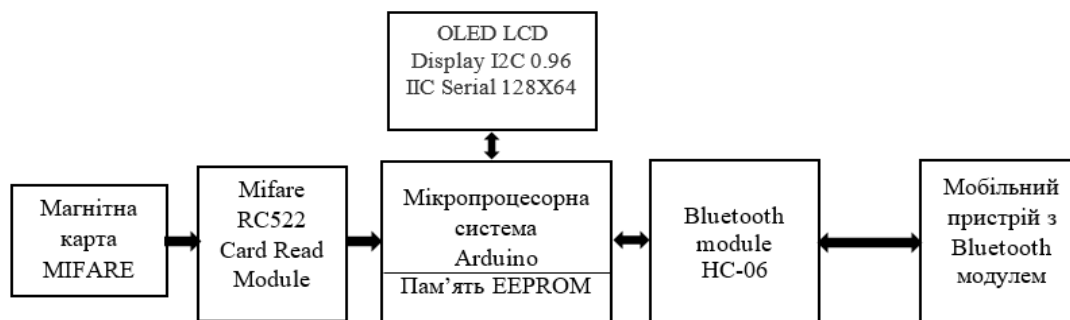 OLED LCD
Display I2C 0.96
IIC Serial 128X64
Магнітна
карта
MIFARE
Mifare
RC522
Card Read
Module
Мікропроцесорна
система
Arduino
Пам’ять EEPROM
Bluetooth
module
HC-06
Мобільний
пристрій з
Bluetooth
модулем